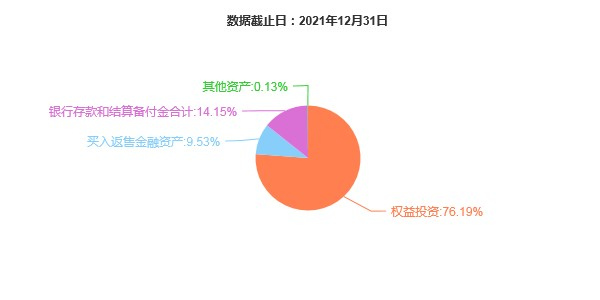 数据截止日：2021年12月31日
其他资产:0.13%
银行存款和结算备付金合计:14.15%
买入返售金融资产:9.53%
权益投资:76.19%